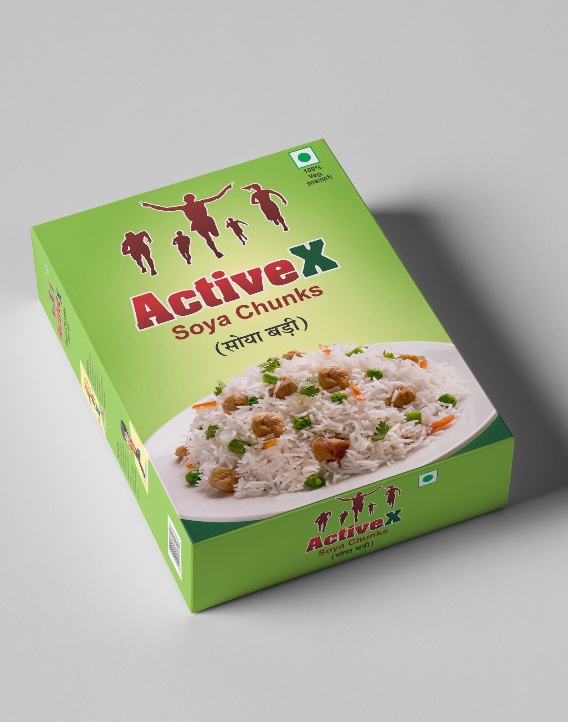 100%
Veg.
शाकाहारी
ActiveX
Soya Chunks
(सोया बड़ी)
ActiveX
Soya Chunks
(सोया बड़ी)